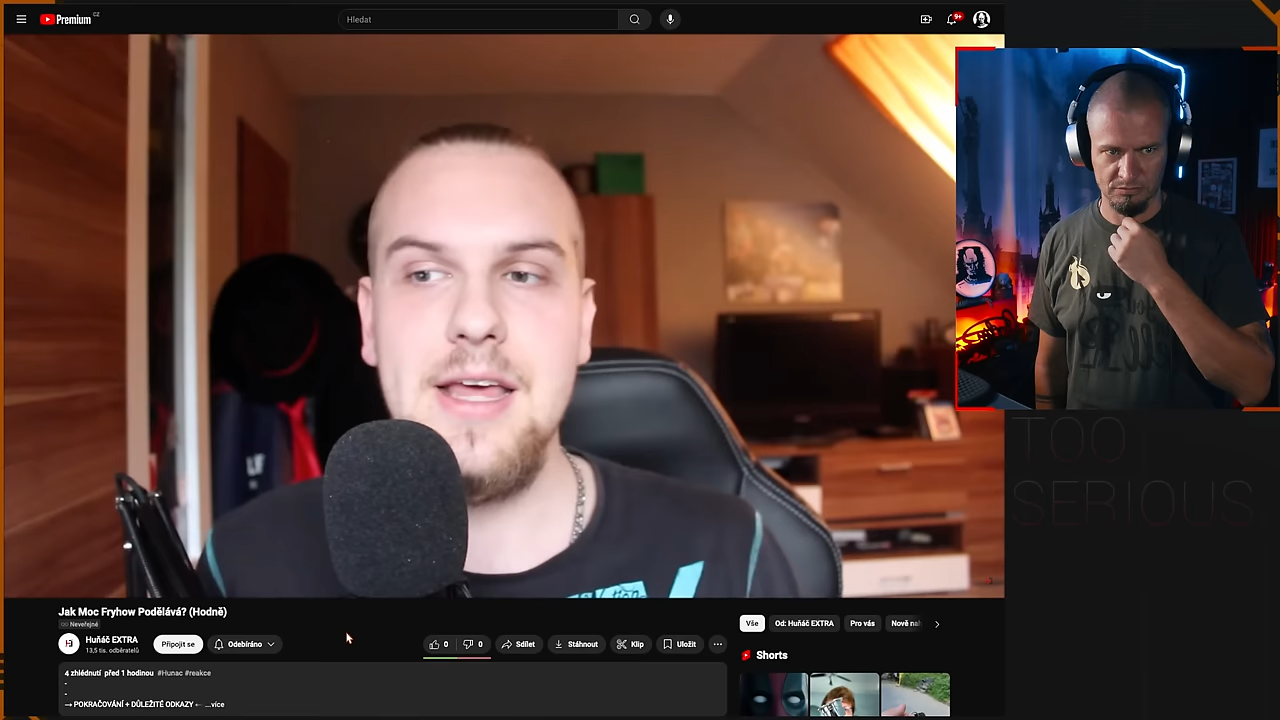 Premium CZ
Hledat
9+
Jak Moc Fryhow Podělává? (Hodně)
Neveřejné
Huňáč EXTRA
13,5 tis. odběratelů
Připojit se
Odebíráno
0
0
Sdílet
Stáhnout
Klip
Uložit
4 zhlédnutí před 1 hodinou #Hunac #reakce
-
-
→ POKRAČOVÁNÍ + DŮLEŽITÉ ODKAZY ← ...více
Vše
Od: Huňáč EXTRA
Pro vás
Shorts
TOO
SERIOUS